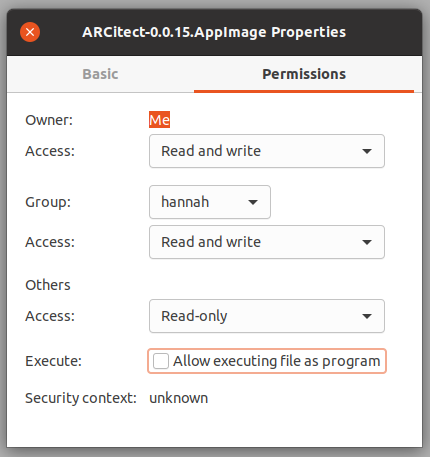 ARCitect-0.0.15.AppImage Properties
Basic Permissions
Owner: Me
Access: Read and write
Group: hannah
Access: Read and write
Others
Access: Read-only
Execute: Allow executing file as program
Security context: unknown